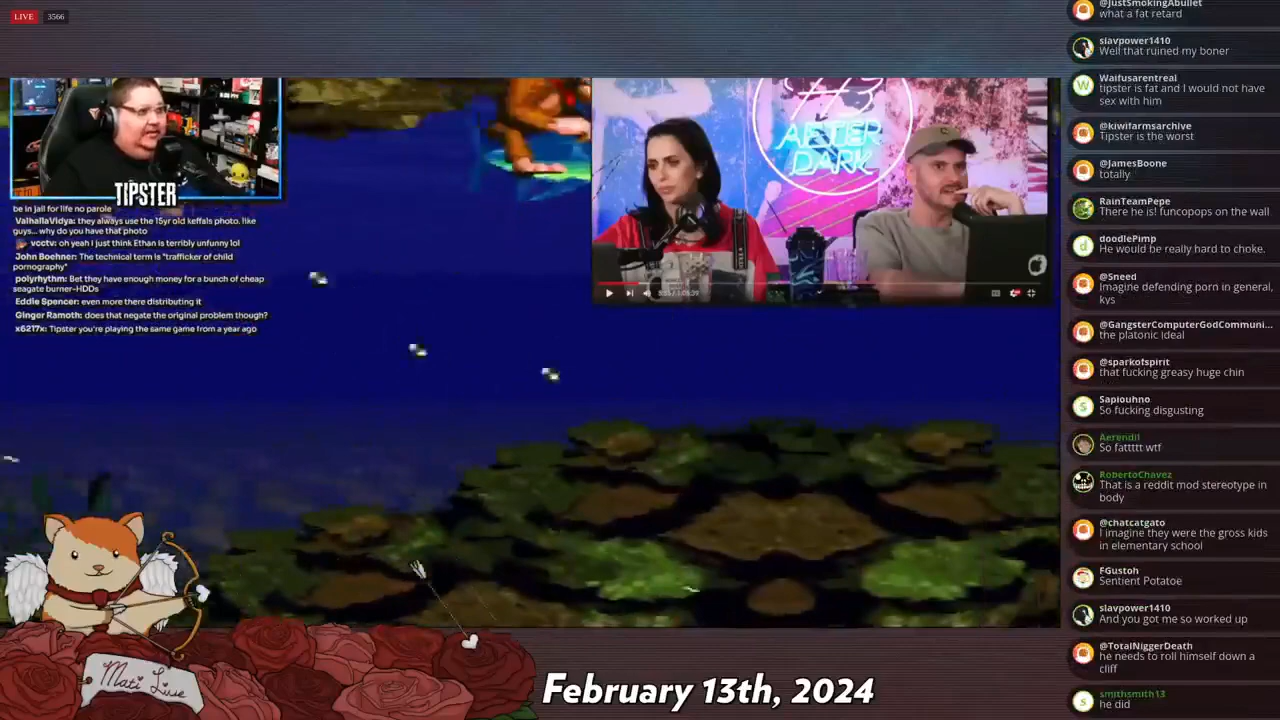 LIVE 3566
TIPSTER
be in jail for life no parole
ValhallaVidya: they always use the 15yr old keffals photo. like
guys... why do you have that photo
vcctv: oh yeah I just think Ethan is terribly unfunny lol
John Boehner: The technical term is "trafficker of child
pornography"
polyrhythm: Bet they have enough money for a bunch of cheap
seagate burner-HDDs
Eddie Spencer: even more there distributing it
Ginger Ramoth: does that negate the original problem though?
x6217x: Tipster you're playing the same game from a year ago
H3
AFTER
DARK
Mati Live
February 13th, 2024
@JustSmokingAbullet
what a fat retard
slavpower1410
Well that ruined my boner
Waifusarentreal
tipster is fat and I would not have
sex with him
@kiwifarmsarchive
Tipster is the worst
@JamesBoone
totally
RainTeamPepe
There he is! funcopops on the wall
doodlePimp
He would be really hard to choke.
@Sneed
Imagine defending porn in general,
kys
@GangsterComputerGodCommuni...
the platonic ideal
@sparkofspirit
that fucking greasy huge chin
Sapiouhno
So fucking disgusting
Aerendil
So fattttt wtf
RobertoChavez
That is a reddit mod stereotype in
body
@chatcatgato
I imagine they were the gross kids
in elementary school
FGustoh
Sentient Potatoe
slavpower1410
And you got me so worked up
@TotalNiggerDeath
he needs to roll himself down a
cliff
smithsmith13
he did